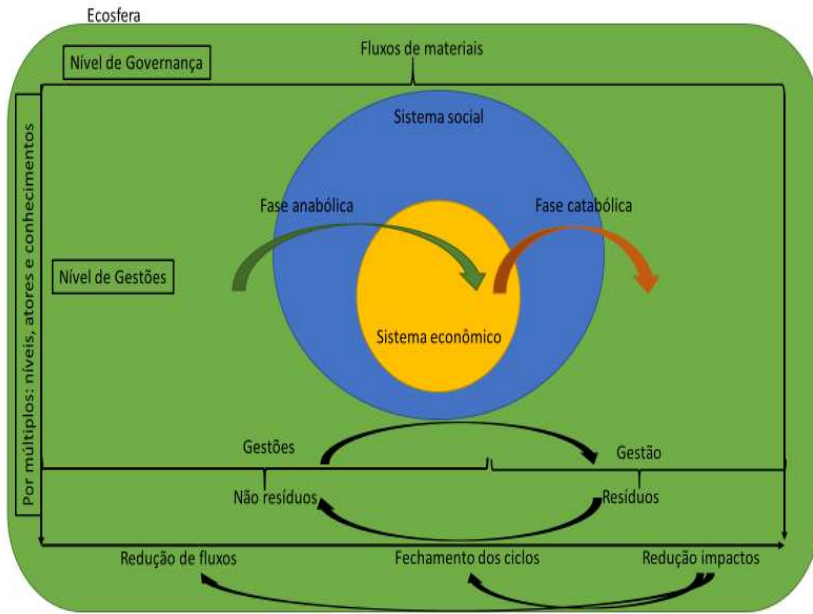 Ecosfera
Fluxos de materiais
Nível de Governança
Sistema social
Fase anabólica
Fase catabólica
Por múltiplos: níveis, atores e conhecimentos
Nível de Gestões
Sistema econômico
Gestões
Gestão
Não resíduos
Resíduos
Redução de fluxos
Fechamento dos ciclos
Redução impactos